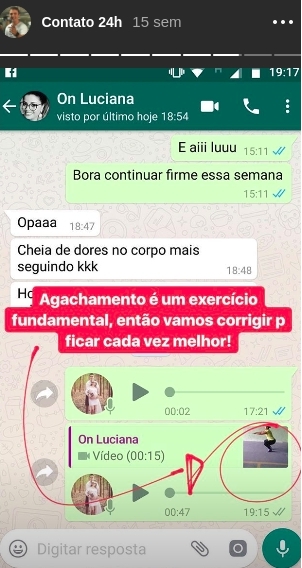 Contato 24h 15 sem
19:17
On Luciana
visto por último hoje 18:54
E aiii luuu 15:11
Bora continuar firme essa semana
15:11
Opaaa 18:47
Cheia de dores no corpo mais
seguindo kkk
18:48
Ho
Agachamento é um exercício
fundamental, então vamos corrigir p
ficar cada vez melhor!
00:02 17:21
On Luciana
Vídeo (00:15)
00:47 19:15
Digitar resposta